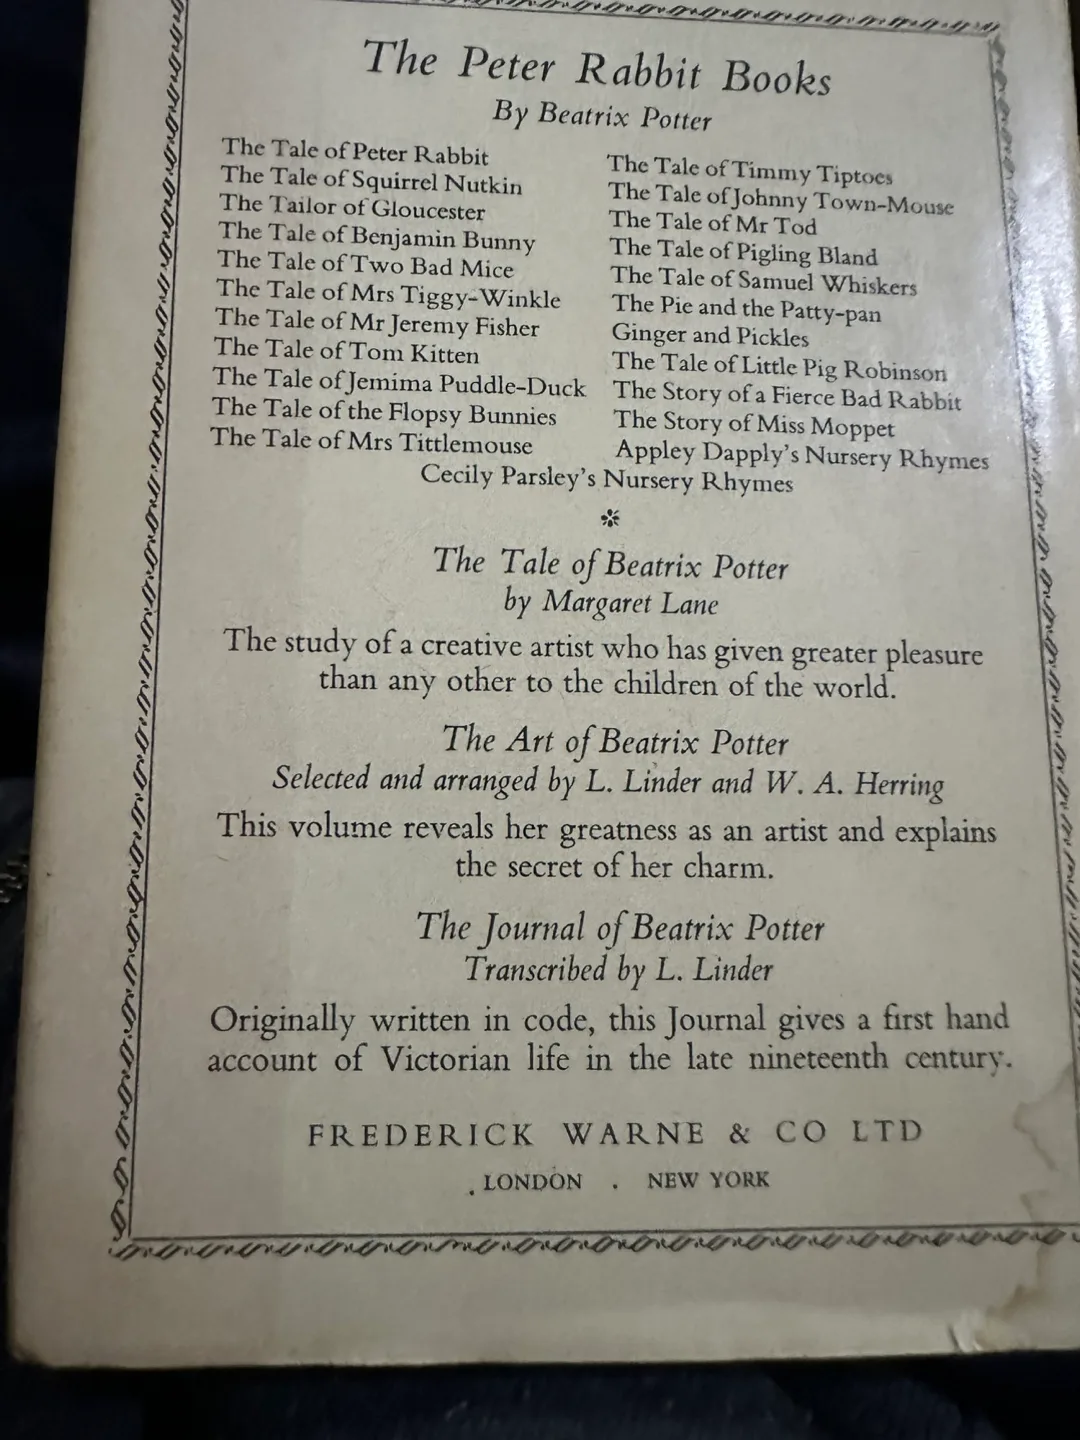 The Peter Rabbit Books
By Beatrix Potter
The Tale of Peter Rabbit
The Tale of Squirrel Nutkin
The Tailor of Gloucester
The Tale of Benjamin Bunny
The Tale of Two Bad Mice
The Tale of Mrs Tiggy-Winkle
The Tale of Mr Jeremy Fisher
The Tale of Tom Kitten
The Tale of Jemima Puddle-Duck
The Tale of the Flopsy Bunnies
The Tale of Mrs Tittlemouse
The Tale of Timmy Tiptoes
The Tale of Johnny Town-Mouse
The Tale of Mr Tod
The Tale of Pigling Bland
The Tale of Samuel Whiskers
The Pie and the Patty-pan
Ginger and Pickles
The Tale of Little Pig Robinson
The Story of a Fierce Bad Rabbit
The Story of Miss Moppet
Appley Dapply's Nursery Rhymes
Cecily Parsley's Nursery Rhymes
The Tale of Beatrix Potter
by Margaret Lane
The study of a creative artist who has given greater pleasure
than any other to the children of the world.
The Art of Beatrix Potter
Selected and arranged by L. Linder and W. A. Herring
This volume reveals her greatness as an artist and explains
the secret of her charm.
The Journal of Beatrix Potter
Transcribed by L. Linder
Originally written in code, this Journal gives a first hand
account of Victorian life in the late nineteenth century.
FREDERICK WARNE & CO LTD
LONDON . NEW YORK